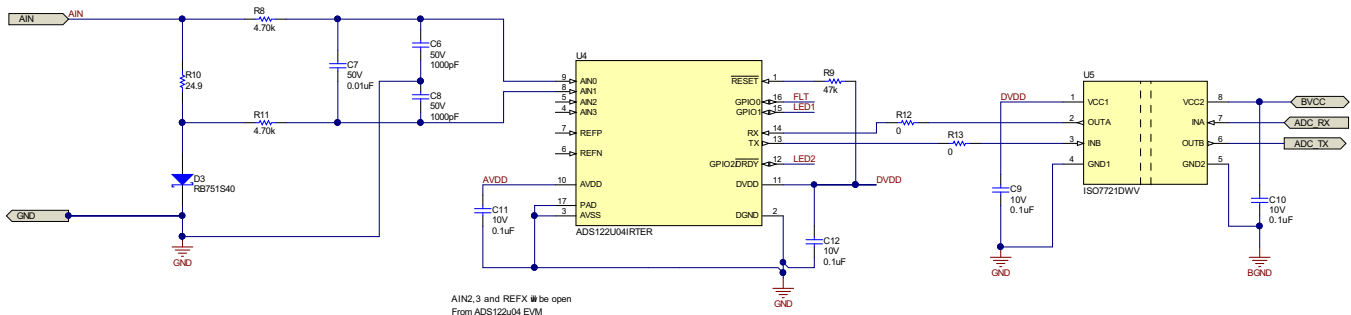 AIN
AIN
R8
4.70k
R10
24.9
C7
50V
0.01uF
C6
50V
1000pF
C8
50V
1000pF
R11
4.70k
D3
RB751S40
GND
GND
U4
9
AIN0
8
AIN1
5
AIN2
4
AIN3
7
REFP
6
REFN
AVDD
10
AVDD
17
PAD
3
AVSS
RESET
1
GPIO0
16
FLT
GPIO1
15
LED1
RX
14
TX
13
GPIO2DRDY
12
LED2
DVDD
11
DVDD
DGND
2
ADS122U04IRTER
C11
10V
0.1uF
R9
47k
C12
10V
0.1uF
GND
R12
0
R13
0
U5
DVDD
1
VCC1
2
OUTA
3
INB
4
GND1
VCC2
8
BVCC
INA
7
ADC_RX
OUTB
6
ADC_TX
GND2
5
ISO7721DWV
C9
10V
0.1uF
GND
C10
10V
0.1uF
BGND
AIN2,3 and REFX be open
From ADS122u04 EVM